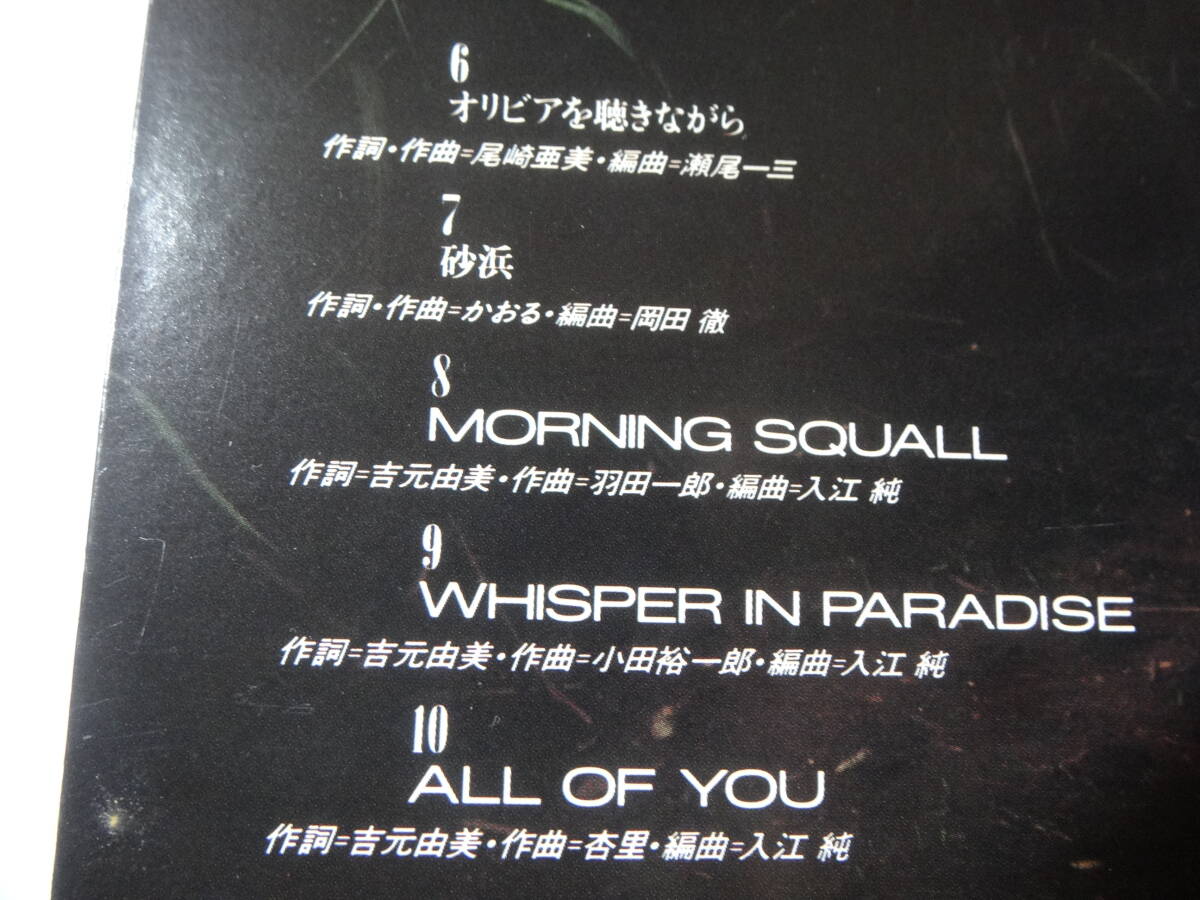 6
オリビアを聴きながら
作詞・作曲=尾崎亜美・編曲=瀬尾一三
7
砂浜
作詞・作曲=かおる・編曲=岡田 徹
8
MORNING SQUALL
作詞=吉元由美・作曲=羽田一郎・編曲=入江 純
9
WHISPER IN PARADISE
作詞=吉元由美・作曲=小田裕一郎・編曲=入江 純
10
ALL OF YOU
作詞=吉元由美・作曲=杏里・編曲=入江 純